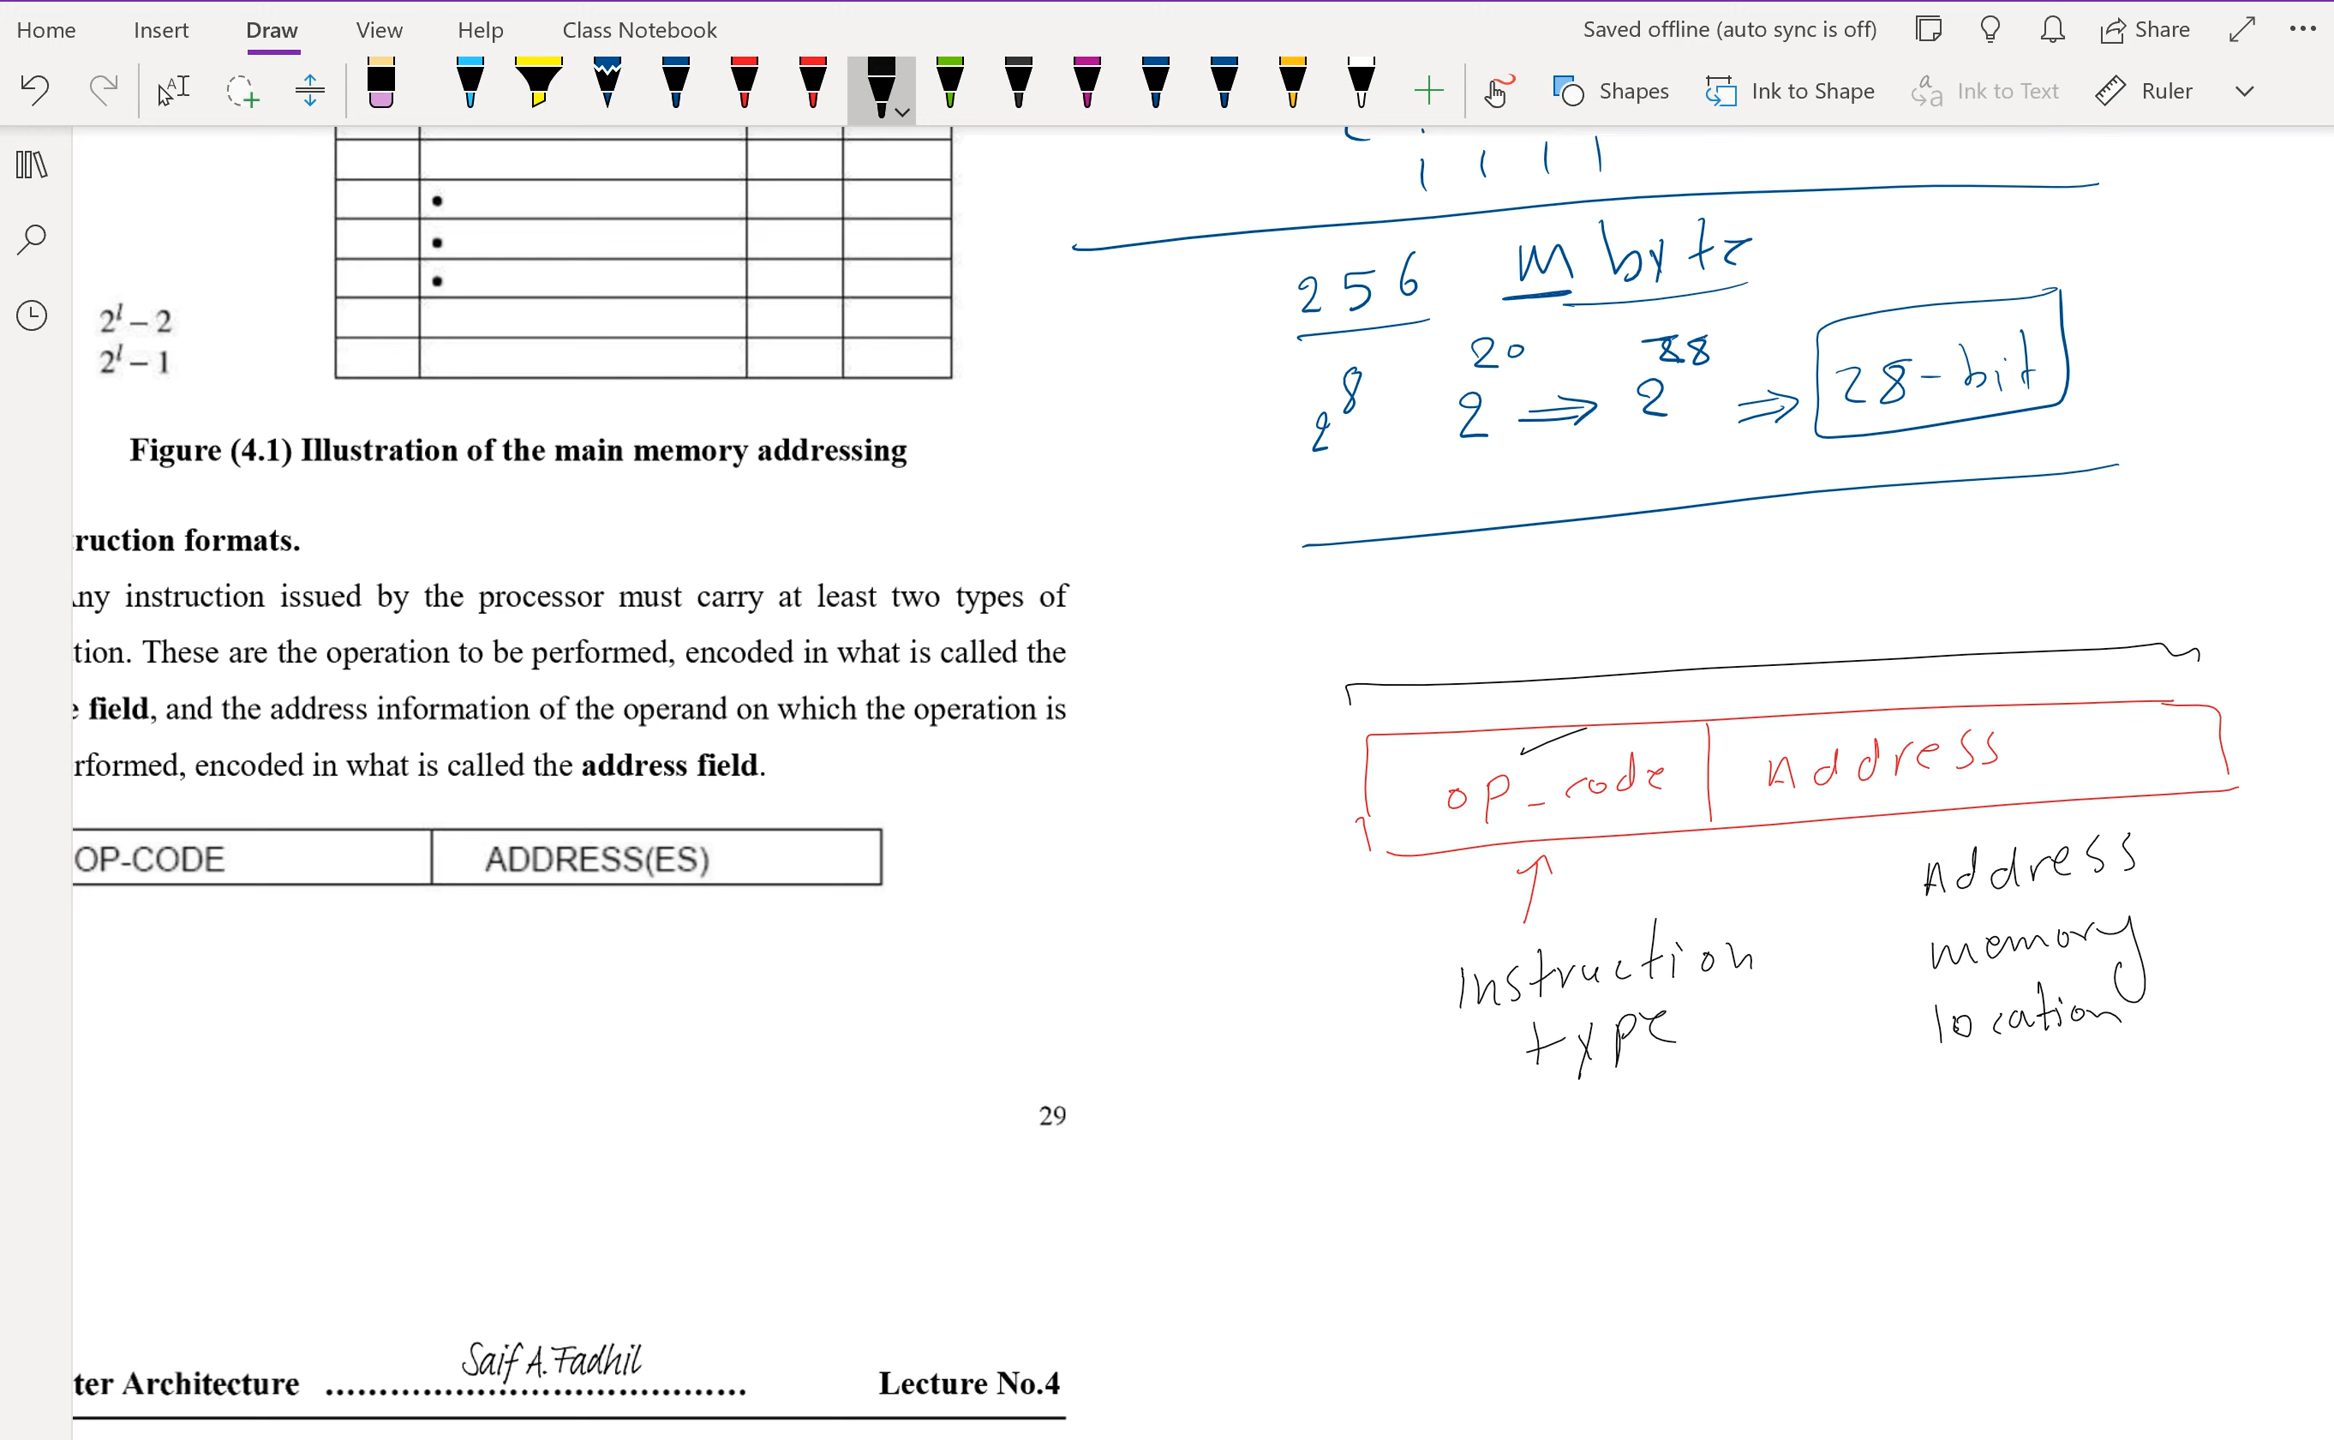 Home Insert Draw View Help Class Notebook Saved offline (auto sync is off) Share
Shapes Ink to Shape Ink to Text Ruler
2^l – 2
2^l – 1
Figure (4.1) Illustration of the main memory addressing
ruction formats.
ny instruction issued by the processor must carry at least two types of
tion. These are the operation to be performed, encoded in what is called the
e field, and the address information of the operand on which the operation is
rformed, encoded in what is called the address field.
OP-CODE ADDRESS(ES)
29
Saif A. Fadhil
ter Architecture ........................................ Lecture No.4
256 m byte
2^8 2^20 ⇒ 2^28 ⇒ 28-bit
op_code Address
Instruction
type
Address
memory
location